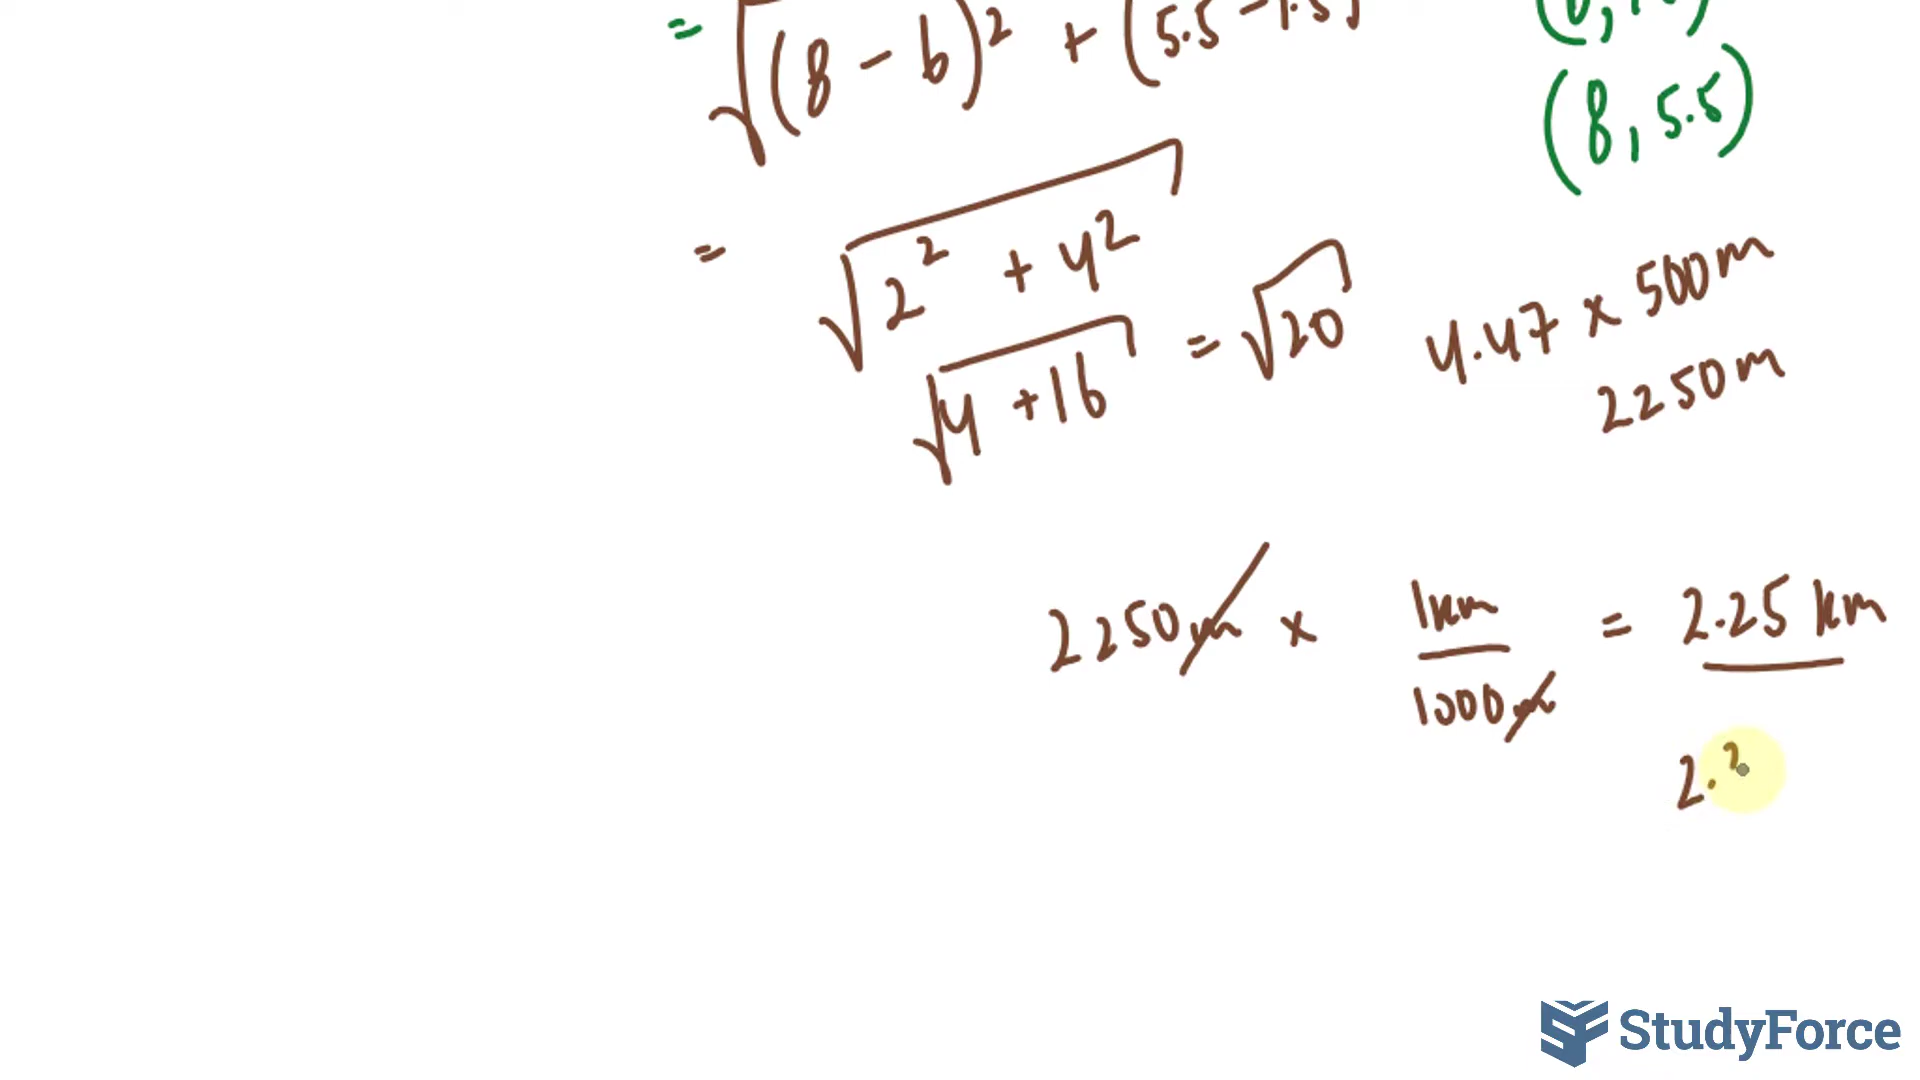 = √(8 - 6)² + (5.5 - 1.5)
(8, 5.5)
= √2² + 4²
√4 + 16 = √20
4.47 x 500m
2250m
2250m x 1km / 1000m = 2.25 km
2.
StudyForce